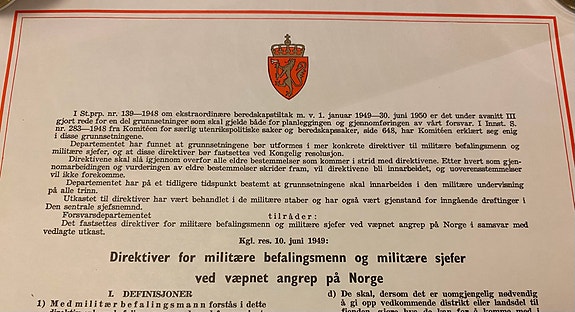 I St.prp. nr. 139—1948 om ekstraordinære beredskapstiltak m. v. 1. januar 1949—30. juni 1950 er det under avsnitt III
gjort rede for en del grunnsetninger som skal gjelde både for planleggingen og gjennomføringen av vårt forsvar. I Innst. S.
nr. 283—1948 fra Komitéen for særlig utenrikspolitiske saker og beredskapssaker, side 648, har Komitéen erklært seg enig
i disse grunnsetningene.
Departementet har funnet at grunnsetningene bør utformes i mer konkrete direktiver til militære befalingsmenn og
militære sjefer, og at disse direktiver bør fastsettes ved Kongelig resolusjon.
Direktivene skal slå igjennom overfor alle eldre bestemmelser som kommer i strid med direktivene. Etter hvert som gjen-
nomarbeidingen og vurderingen av eldre bestemmelser skrider fram, vil direktivene bli innarbeidet, og uoverensstemmelser
vil ikke forekomme.
Departementet har på et tidligere tidspunkt bestemt at grunnsetningene skal innarbeides i den militære undervisning
på alle trinn.
Utkastet til direktiver har vært behandlet i de militære staber og har også vært gjenstand for inngående drøftinger i
Den sentrale sjefsnemnd.
Forsvarsdepartementet tilråder:
Det fastsettes direktiver for militære befalingsmenn og militære sjefer ved væpnet angrep på Norge i samsvar med
vedlagte utkast.
Kgl. res. 10. juni 1949:
Direktiver for militære befalingsmenn og militære sjefer
ved væpnet angrep på Norge
I. DEFINISJONER
1) Med militær befalingsmann forstås i dette
d) De skal, dersom det er uomgjengelig nødvendig
å gi opp vedkommende distrikt eller landsdel til